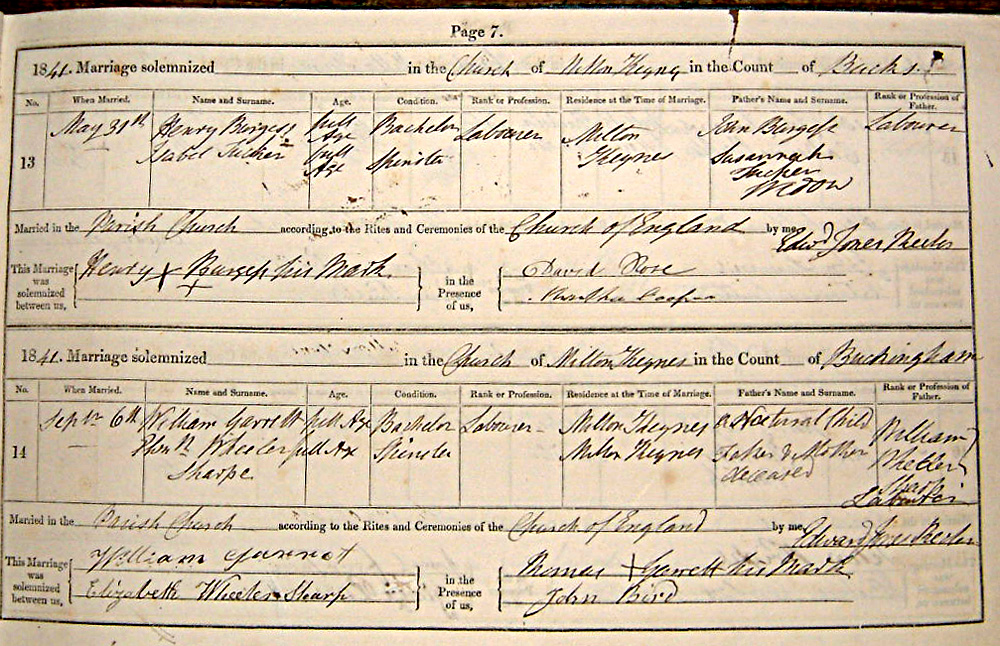 Page 7.
1841. Marriage solemnized in the Church of Milton Keynes in the Count of Bucks.
No. When Married. Name and Surname. Age. Condition. Rank or Profession. Residence at the Time of Marriage. Father's Name and Surname. Rank or Profession of Father.
13 May 31st Henry Burgess full Age Bachelor Labourer Milton John Burgess Labourer
Isabel Tucker full Age Spinster Keynes Susannah
Tucker
Widow
Married in the Parish Church according to the Rites and Ceremonies of the Church of England by me, Edwd Jones
This Marriage was solemnized between us, Henry X Burgess his Mark in the Presence of us, David Rose
X Cooper
1841. Marriage solemnized in the Church of Milton Keynes in the Count of Buckingham
No. When Married. Name and Surname. Age. Condition. Rank or Profession. Residence at the Time of Marriage. Father's Name and Surname. Rank or Profession of Father.
14 Septr 6th William Garrett full Age Bachelor Labourer Milton Keynes a Natural Child William
Wheeler full Age Spinster Milton Keynes Father & Mother Wheeler
Sharpe deceased Sharpe
Labourer
Married in the Parish Church according to the Rites and Ceremonies of the Church of England by me, Edward Jones
This Marriage was solemnized between us, William Garrot in the Presence of us, Thomas X Garrett his Mark
Elizabeth Wheeler Sharp John Bird